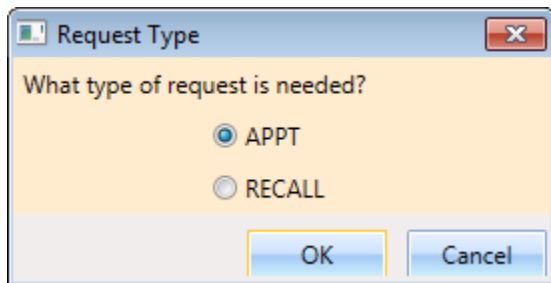 Request Type
What type of request is needed?
APPT
RECALL
OK Cancel